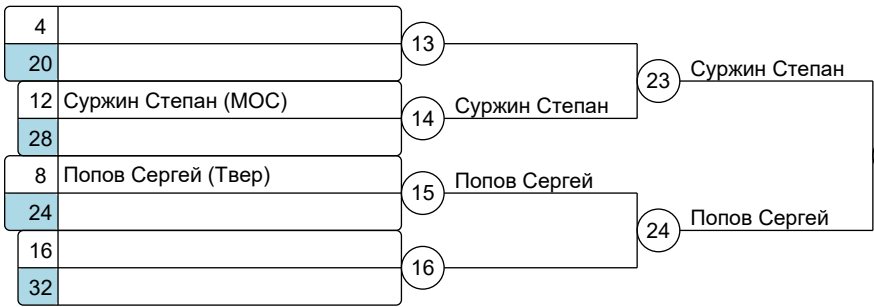 4
13
20
23 Суржин Степан
12 Суржин Степан (МОС)
14 Суржин Степан
28
8 Попов Сергей (Твер)
15 Попов Сергей
24
24 Попов Сергей
16
16
32